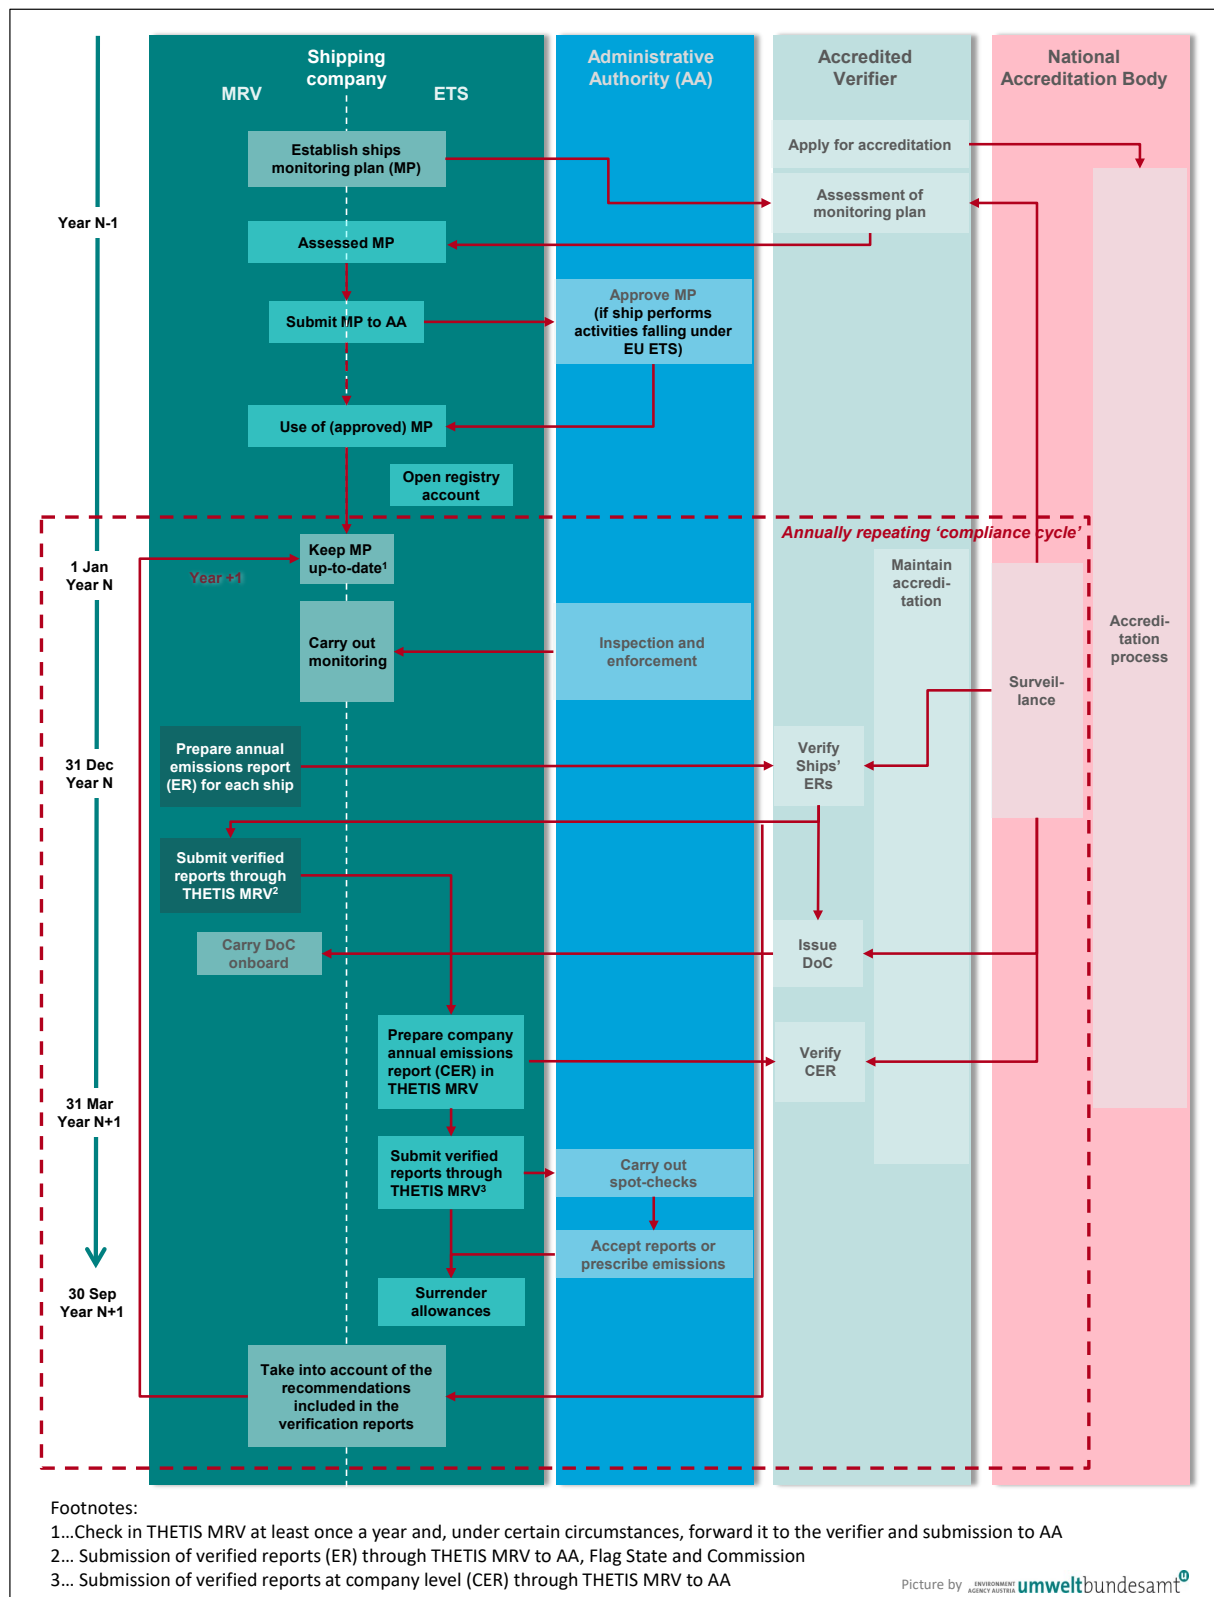 Shipping
company
MRV
ETS
Administrative
Authority (AA)
Accredited
Verifier
National
Accreditation Body
Year N-1
Establish ships
monitoring plan (MP)
Apply for accreditation
Assessment of
monitoring plan
Assessed MP
Submit MP to AA
Approve MP
(if ship performs
activities falling under
EU ETS)
Use of (approved) MP
Open registry
account
Annually repeating ‘compliance cycle’
1 Jan
Year N
Year +1
Keep MP
up-to-date1
Maintain
accredi-
tation
Carry out
monitoring
Inspection and
enforcement
Accredi-
tation
process
Surveil-
lance
31 Dec
Year N
Prepare annual
emissions report
(ER) for each ship
Verify
Ships’
ERs
Submit verified
reports through
THETIS MRV2
Carry DoC
onboard
Issue
DoC
Prepare company
annual emissions
report (CER) in
THETIS MRV
Verify
CER
31 Mar
Year N+1
Submit verified
reports through
THETIS MRV3
Carry out
spot-checks
Accept reports or
prescribe emissions
30 Sep
Year N+1
Surrender
allowances
Take into account of the
recommendations
included in the
verification reports
Footnotes:
1...Check in THETIS MRV at least once a year and, under certain circumstances, forward it to the verifier and submission to AA
2... Submission of verified reports (ER) through THETIS MRV to AA, Flag State and Commission
3... Submission of verified reports at company level (CER) through THETIS MRV to AA
Picture by ENVIRONMENT AGENCY AUSTRIA umweltbundesamt u